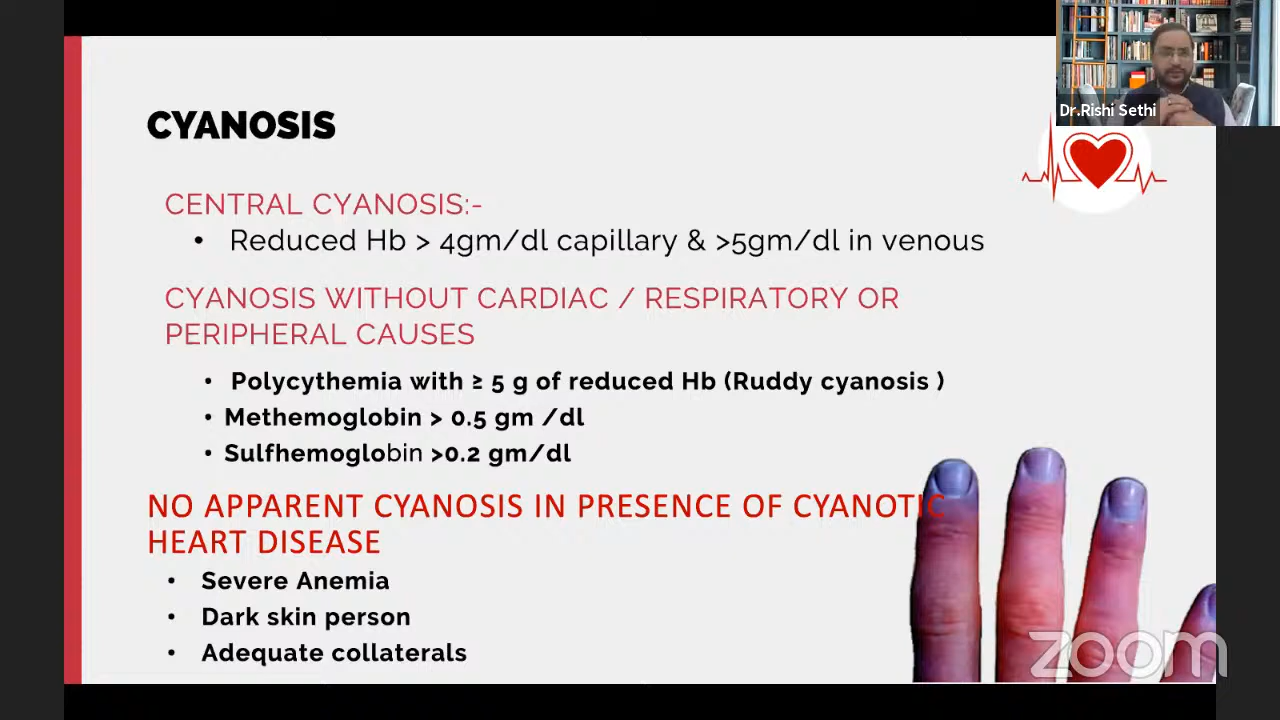 Dr.Rishi Sethi
CYANOSIS
CENTRAL CYANOSIS:-
• Reduced Hb > 4gm/dl capillary & >5gm/dl in venous
CYANOSIS WITHOUT CARDIAC / RESPIRATORY OR
PERIPHERAL CAUSES
• Polycythemia with ≥ 5 g of reduced Hb (Ruddy cyanosis )
• Methemoglobin > 0.5 gm /dl
• Sulfhemoglobin >0.2 gm/dl
NO APPARENT CYANOSIS IN PRESENCE OF CYANOTIC
HEART DISEASE
• Severe Anemia
• Dark skin person
• Adequate collaterals
zoom